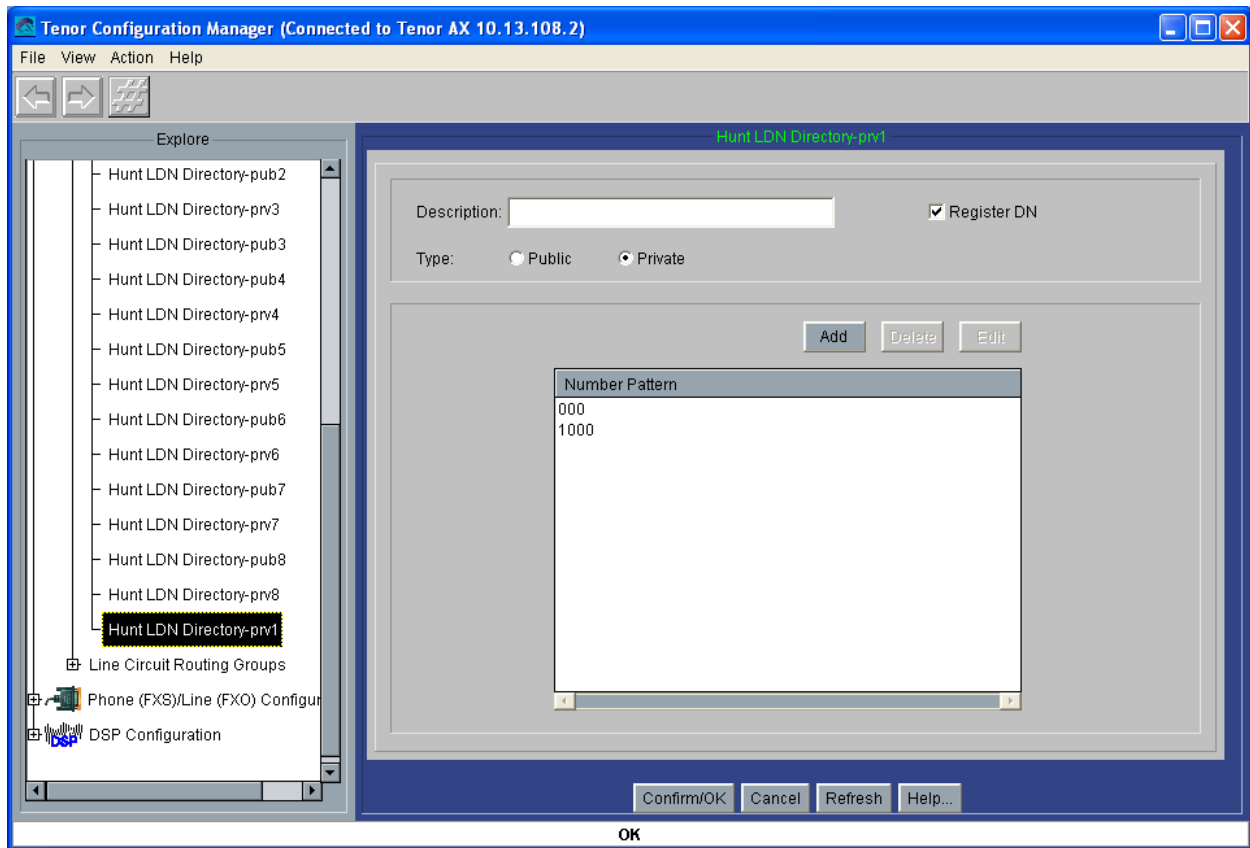 Tenor Configuration Manager (Connected to Tenor AX 10.13.108.2)
File View Action Help
Explore
Hunt LDN Directory-pub2
Hunt LDN Directory-prv3
Hunt LDN Directory-pub3
Hunt LDN Directory-pub4
Hunt LDN Directory-prv4
Hunt LDN Directory-pub5
Hunt LDN Directory-prv5
Hunt LDN Directory-pub6
Hunt LDN Directory-prv6
Hunt LDN Directory-pub7
Hunt LDN Directory-prv7
Hunt LDN Directory-pub8
Hunt LDN Directory-prv8
Hunt LDN Directory-prv1
Line Circuit Routing Groups
Phone (FXS)/Line (FXO) Configur
DSP DSP Configuration
Hunt LDN Directory-prv1
Description: Register DN
Type: Public Private
Add Delete Edit
Number Pattern
000
1000
Confirm/OK Cancel Refresh Help...
OK